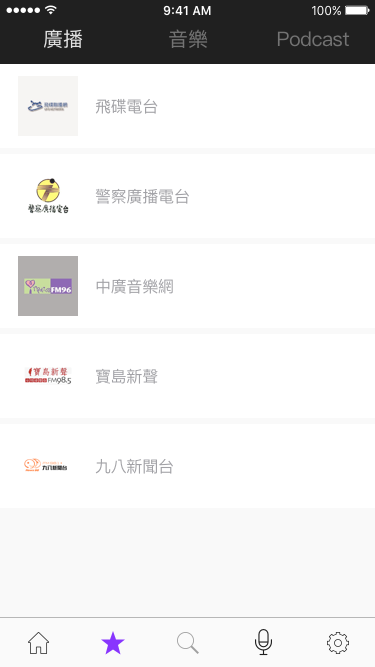 9:41 AM
100%
廣播
音樂
Podcast
飛碟電台
警察廣播電台
警察廣播電台
中廣音樂網
FM96
寶島新聲
寶島新聲
FM98.5
九八新聞台
九八新聞台